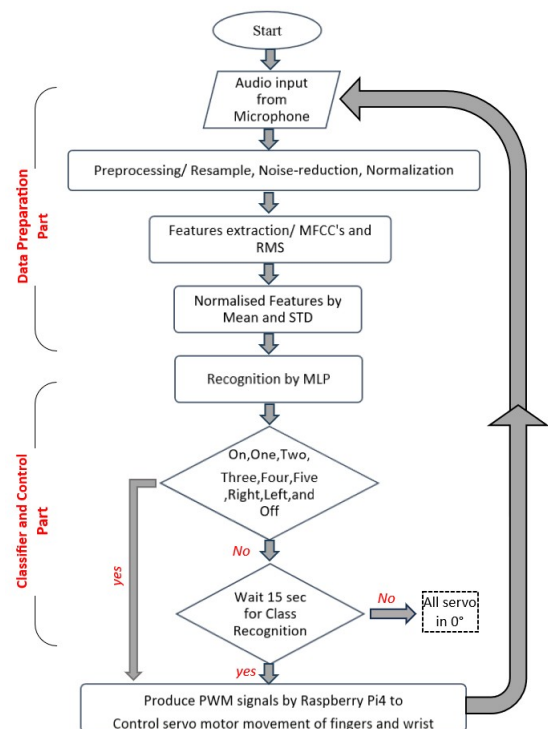 Start
Audio input
from
Microphone
Preprocessing/ Resample, Noise-reduction, Normalization
Features extraction/ MFCC's and
RMS
Normalised Features by
Mean and STD
Data Preparation
Part
Recognition by MLP
On,One,Two,
Three,Four,Five
,Right,Left,and
Off
yes
No
Wait 15 sec
for Class
Recognition
No
All servo
in 0°
yes
Classifier and Control
Part
Produce PWM signals by Raspberry Pi4 to
Control servo motor movement of fingers and wrist